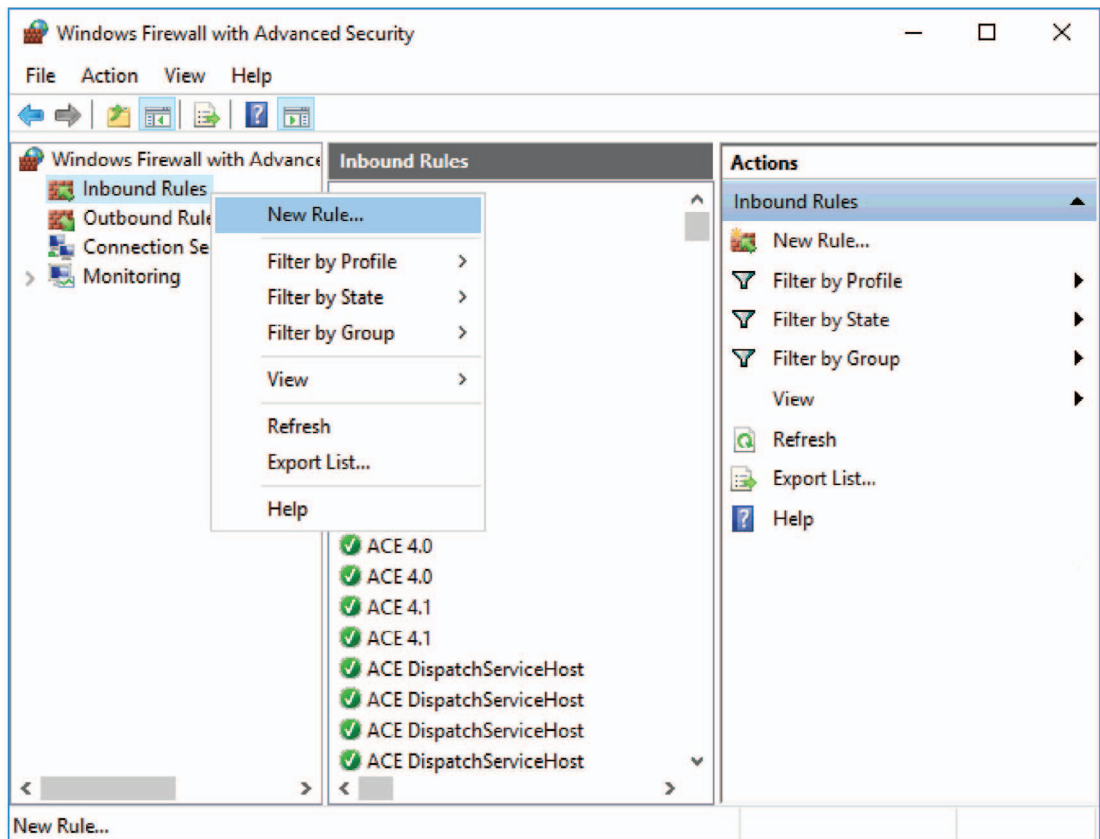 Windows Firewall with Advanced Security
File Action View Help
Windows Firewall with Advance
Inbound Rules
Outbound Rule
Connection Se
Monitoring
New Rule...
Filter by Profile
Filter by State
Filter by Group
View
Refresh
Export List...
Help
Inbound Rules
ACE 4.0
ACE 4.0
ACE 4.1
ACE 4.1
ACE DispatchServiceHost
ACE DispatchServiceHost
ACE DispatchServiceHost
ACE DispatchServiceHost
Actions
Inbound Rules
New Rule...
Filter by Profile
Filter by State
Filter by Group
View
Refresh
Export List...
Help
New Rule...